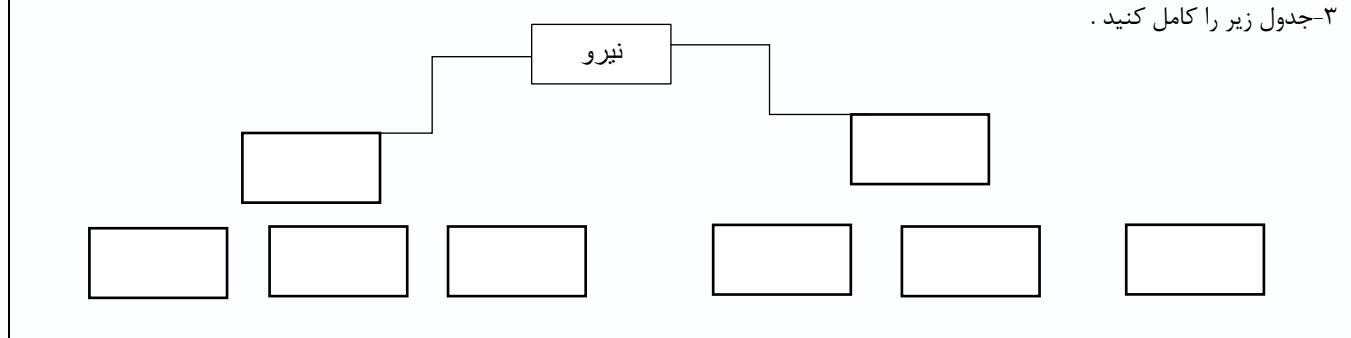 ۳-جدول زیر را کامل کنید .
نیرو